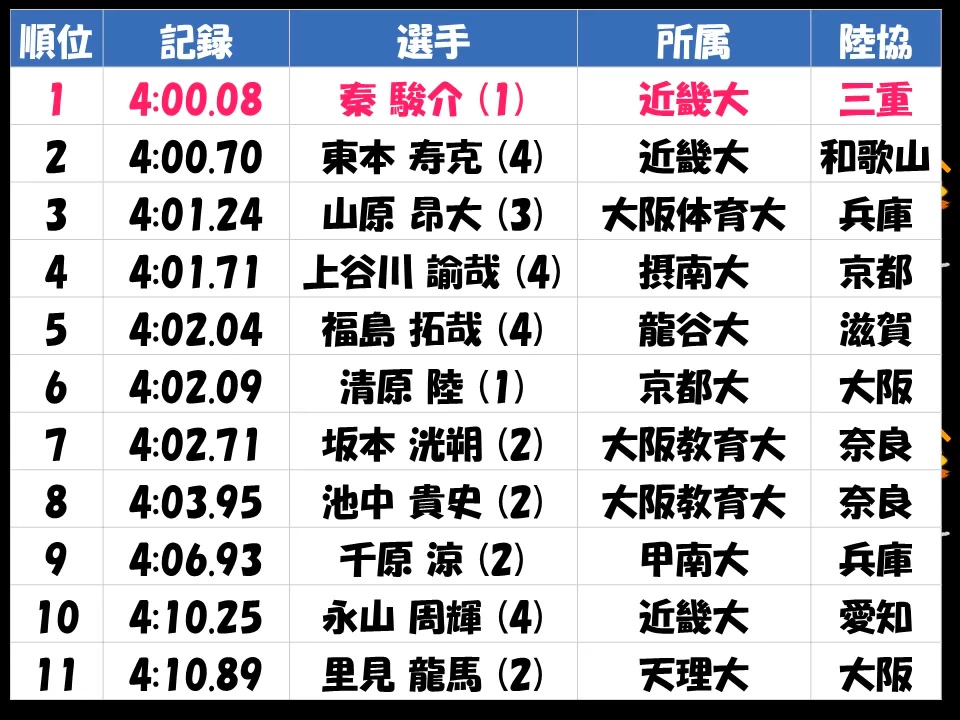 順位 記録 選手 所属 陸協
1 4:00.08 秦 駿介 (1) 近畿大 三重
2 4:00.70 東本 寿克 (4) 近畿大 和歌山
3 4:01.24 山原 昂大 (3) 大阪体育大 兵庫
4 4:01.71 上谷川 諭哉 (4) 摂南大 京都
5 4:02.04 福島 拓哉 (4) 龍谷大 滋賀
6 4:02.09 清原 陸 (1) 京都大 大阪
7 4:02.71 坂本 洸朔 (2) 大阪教育大 奈良
8 4:03.95 池中 貴史 (2) 大阪教育大 奈良
9 4:06.93 千原 涼 (2) 甲南大 兵庫
10 4:10.25 永山 周輝 (4) 近畿大 愛知
11 4:10.89 里見 龍馬 (2) 天理大 大阪